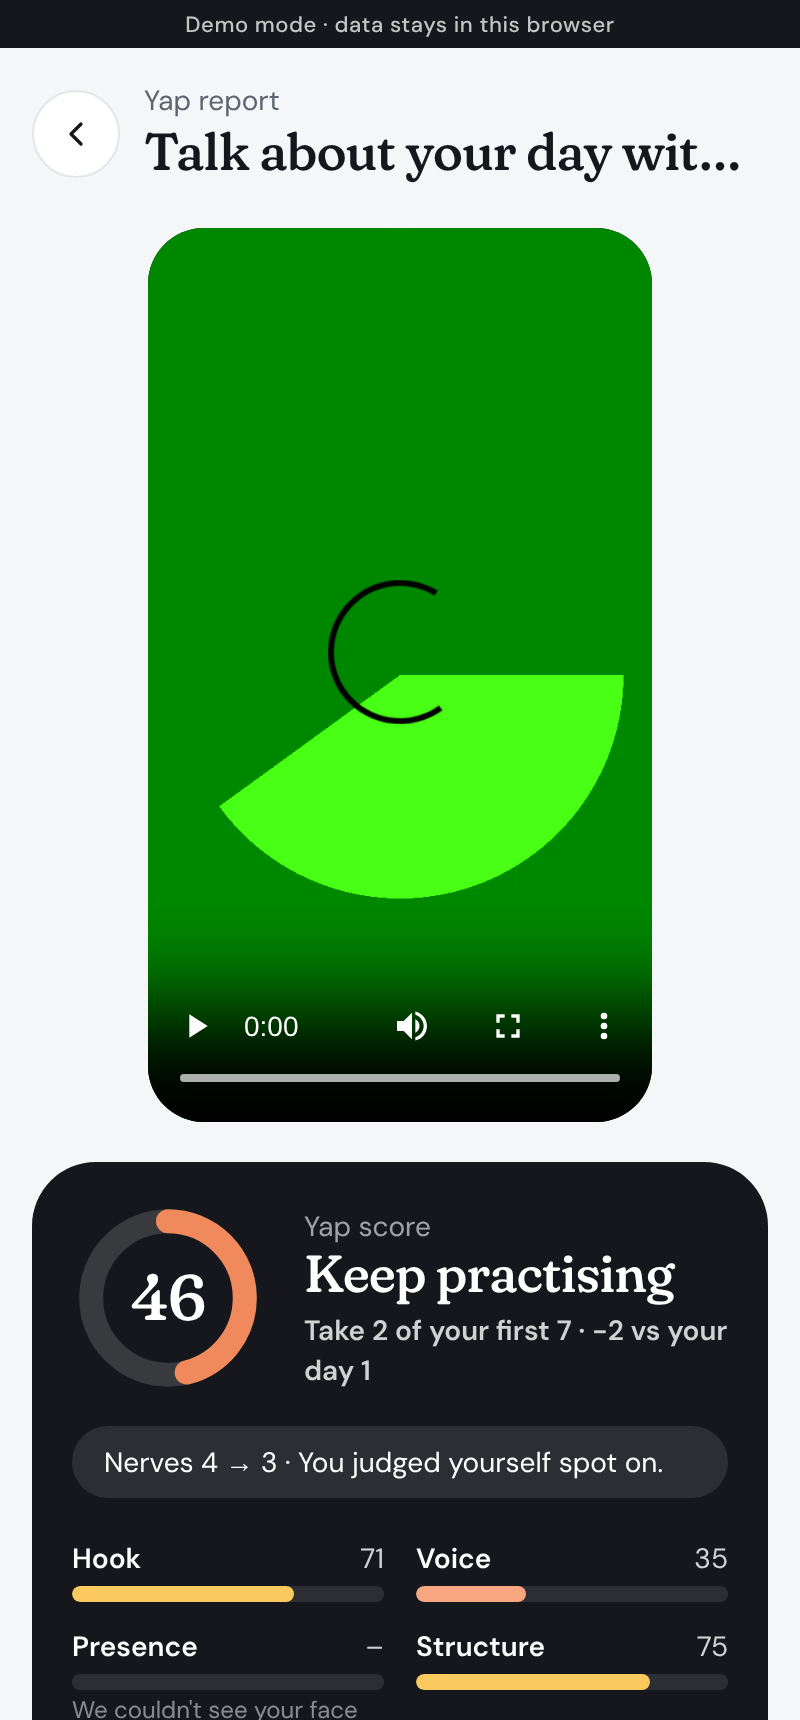 Demo mode · data stays in this browser
Yap report
Talk about your day wit...
0:00
Yap score
46
Keep practising
Take 2 of your first 7 · -2 vs your
day 1
Nerves 4 → 3 · You judged yourself spot on.
Hook 71
Voice 35
Presence –
Structure 75
We couldn't see your face